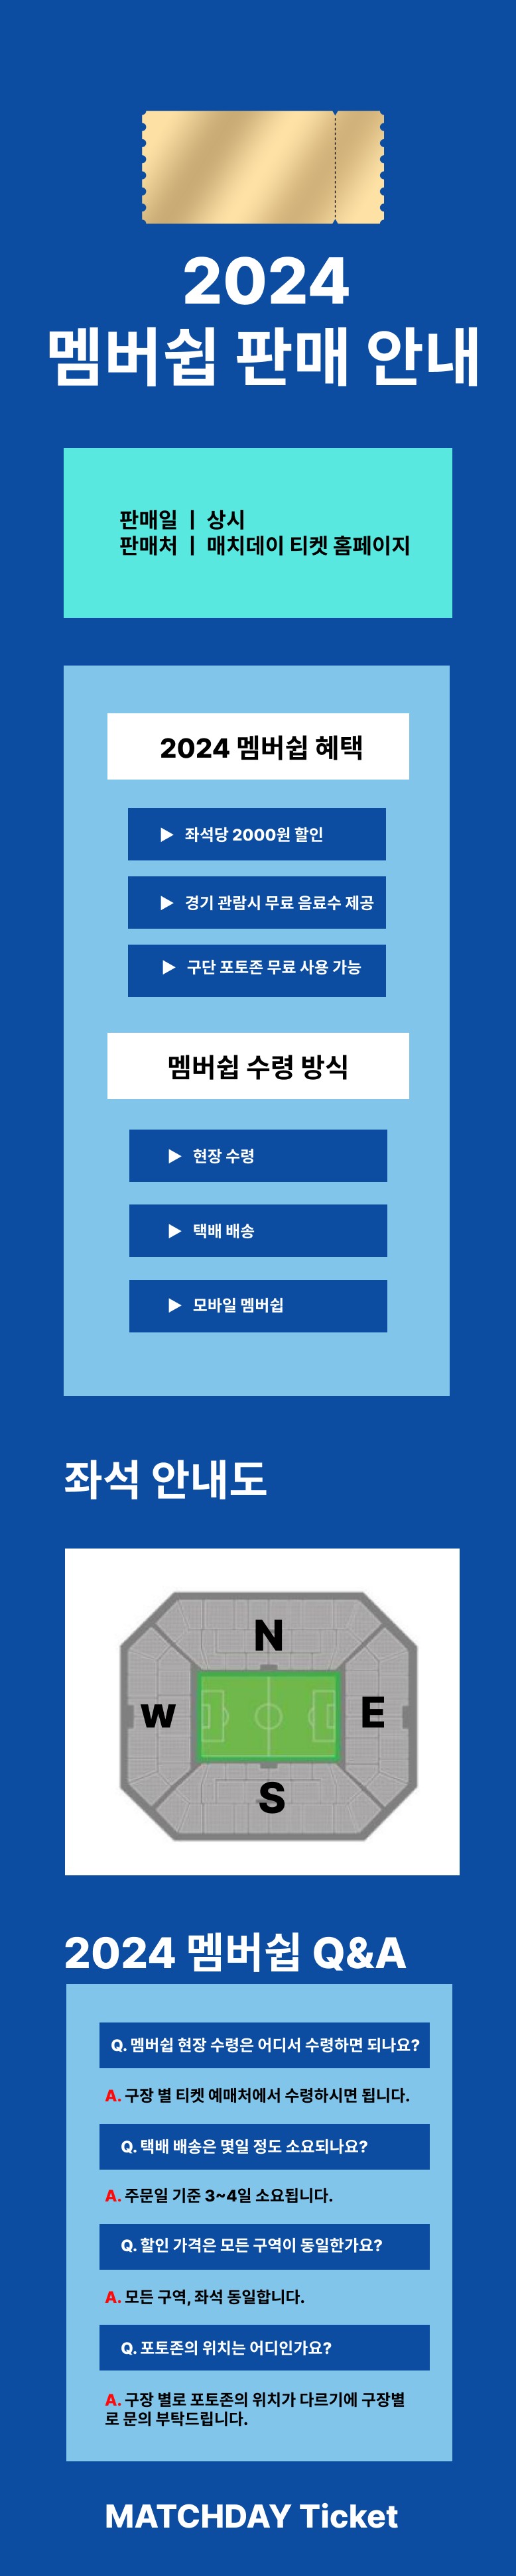 2024
멤버쉽 판매 안내
판매일 ㅣ 상시
판매처 ㅣ 매치데이 티켓 홈페이지
2024 멤버쉽 혜택
▶ 좌석당 2000원 할인
▶ 경기 관람시 무료 음료수 제공
▶ 구단 포토존 무료 사용 가능
멤버쉽 수령 방식
▶ 현장 수령
▶ 택배 배송
▶ 모바일 멤버쉽
좌석 안내도
N
W
E
S
2024 멤버쉽 Q&A
Q. 멤버쉽 현장 수령은 어디서 수령하면 되나요?
A. 구장 별 티켓 예매처에서 수령하시면 됩니다.
Q. 택배 배송은 몇일 정도 소요되나요?
A. 주문일 기준 3~4일 소요됩니다.
Q. 할인 가격은 모든 구역이 동일한가요?
A. 모든 구역, 좌석 동일합니다.
Q. 포토존의 위치는 어디인가요?
A. 구장 별로 포토존의 위치가 다르기에 구장별
로 문의 부탁드립니다.
MATCHDAY Ticket